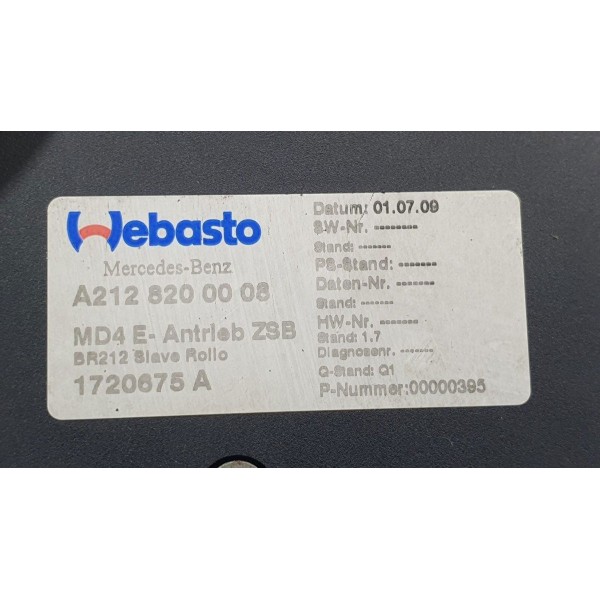 Webasto
Mercedes-Benz
A212 820 00 08
MD4 E- Antrieb ZSB
BR212 Slave Rollo
1720675 A
Datum: 01.07.09
SW-Nr. --------
Stand: ------
PS-Stand: -------
Daten-Nr. -------
Stand: ------
HW-Nr. -------
Stand: 1.7
Diagnosenr. ------
Q-Stand: Q1
P-Nummer:00000395